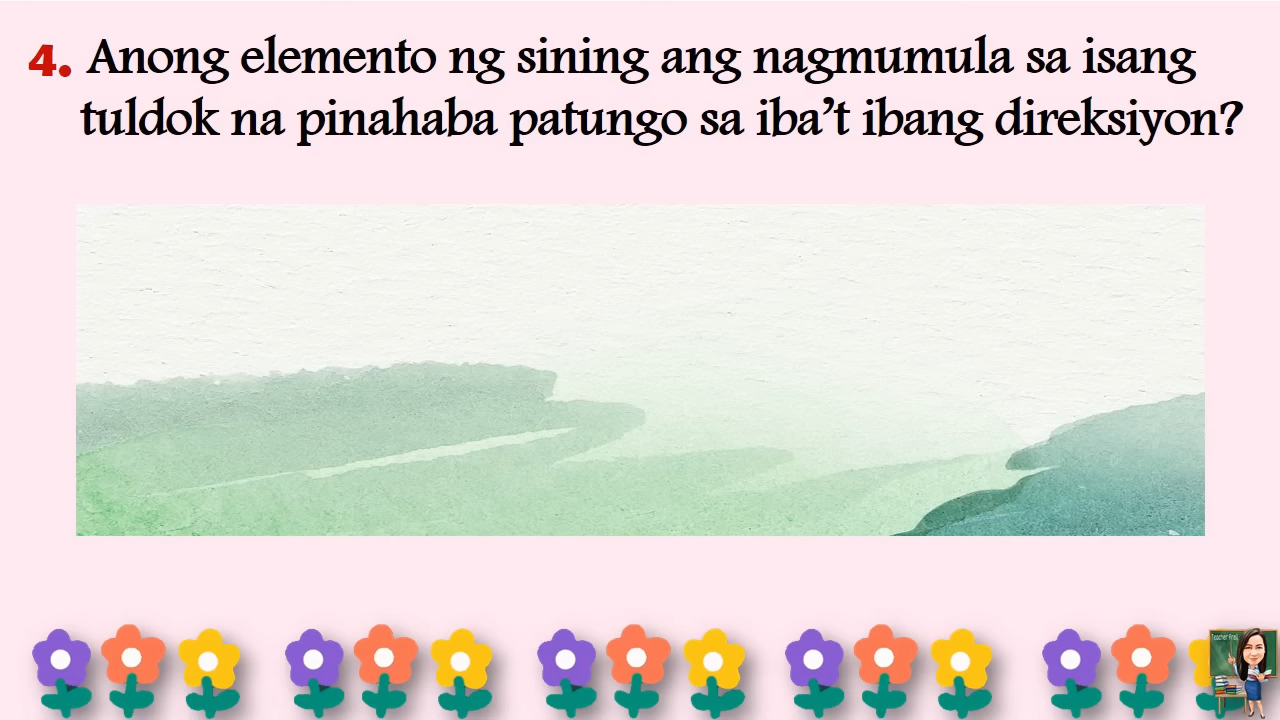 4. Anong elemento ng sining ang nagmumula sa isang
tuldok na pinahaba patungo sa iba’t ibang direksiyon?